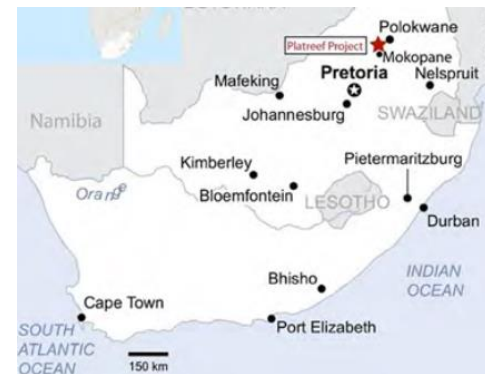 Polokwane
Platreef Project
Mokopane
Pretoria
Nelspruit
Mafeking
Johannesburg
SWAZILAND
Namibia
Kimberley
Pietermaritzburg
Orange
Bloemfontein
LESOTHO
Durban
Bhisho
INDIAN
OCEAN
Cape Town
Port Elizabeth
SOUTH
ATLANTIC
OCEAN
150 km